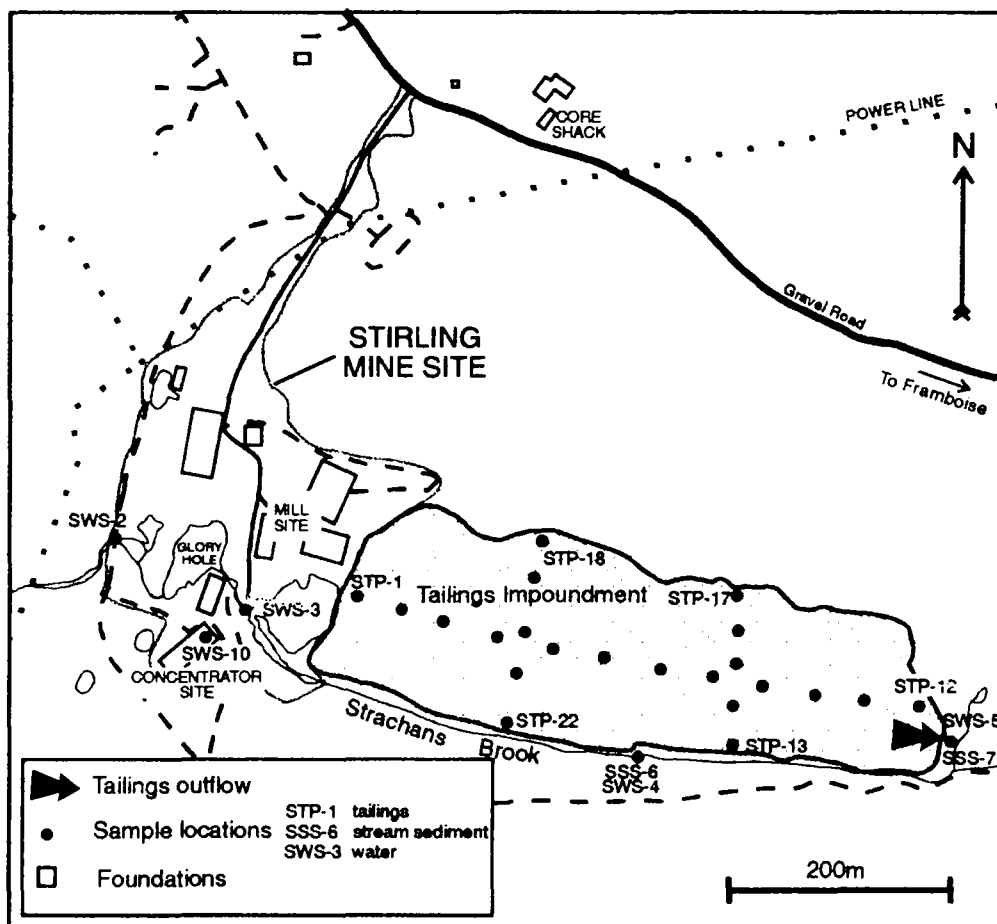 CORE
SHACK
POWER LINE
N
Gravel Road
To Framboise
STIRLING
MINE SITE
SWS-2
GLORY
HOLE
MILL
SITE
SWS-3
SWS-10
CONCENTRATOR
SITE
STP-1
STP-18
Tailings Impoundment
STP-17
STP-12
SWS-5
SSS-7
STP-22
STP-13
Strachans Brook
SSS-6
SWS-4
Tailings outflow
Sample locations
STP-1 tailings
SSS-6 stream sediment
SWS-3 water
Foundations
200m